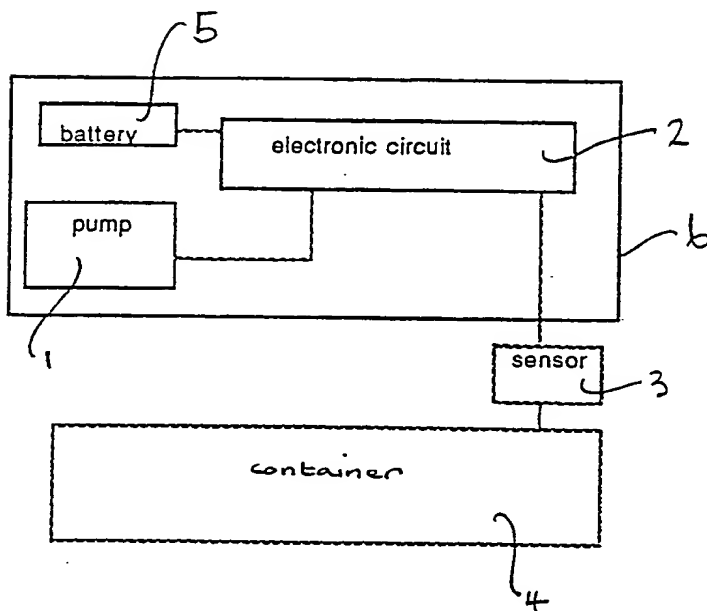 5
battery
electronic circuit
2
pump
6
1
sensor
3
container
4